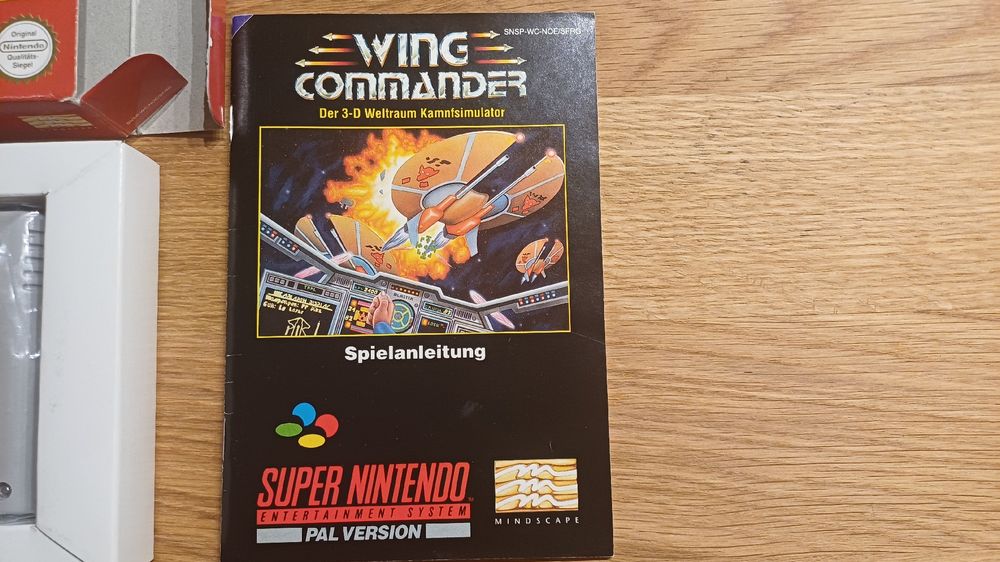 Original
Nintendo
Qualitäts-
Siegel
SNSP-WC-NOE/SFRG
WING
COMMANDER
Der 3-D Weltraum Kamnfsimulator
Spielanleitung
SUPER NINTENDO
ENTERTAINMENT SYSTEM
PAL VERSION
MINDSCAPE